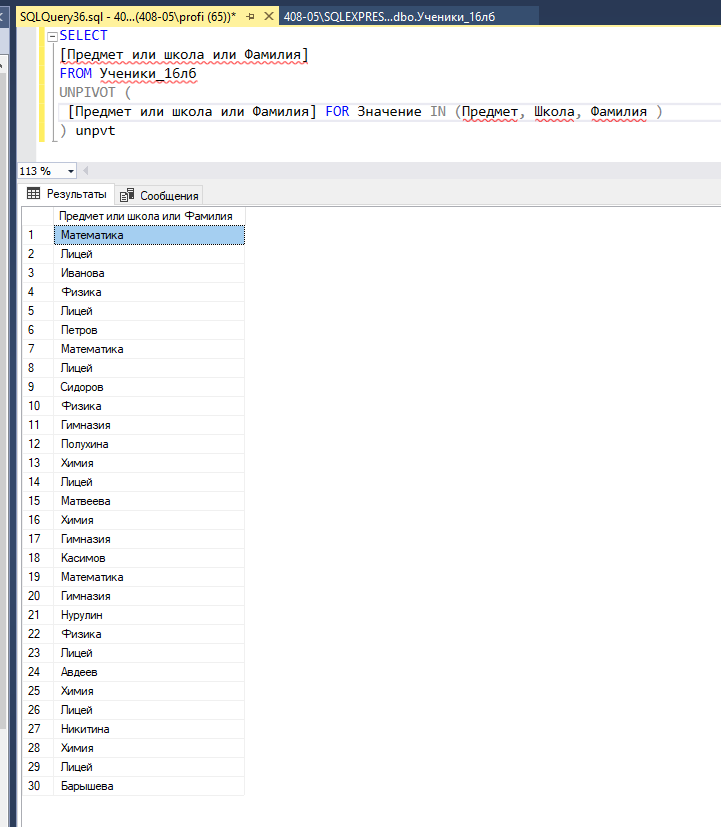 SQLQuery36.sql - 40...(408-05\profi (65))* 408-05\SQLEXPRES...dbo.Ученики_16лб
SELECT
[Предмет или школа или Фамилия]
FROM Ученики_16лб
UNPIVOT (
[Предмет или школа или Фамилия] FOR Значение IN (Предмет, Школа, Фамилия )
) unpvt
113 %
Результаты Сообщения
Предмет или школа или Фамилия
1 Математика
2 Лицей
3 Иванова
4 Физика
5 Лицей
6 Петров
7 Математика
8 Лицей
9 Сидоров
10 Физика
11 Гимназия
12 Полухина
13 Химия
14 Лицей
15 Матвеева
16 Химия
17 Гимназия
18 Касимов
19 Математика
20 Гимназия
21 Нурулин
22 Физика
23 Лицей
24 Авдеев
25 Химия
26 Лицей
27 Никитина
28 Химия
29 Лицей
30 Барышева